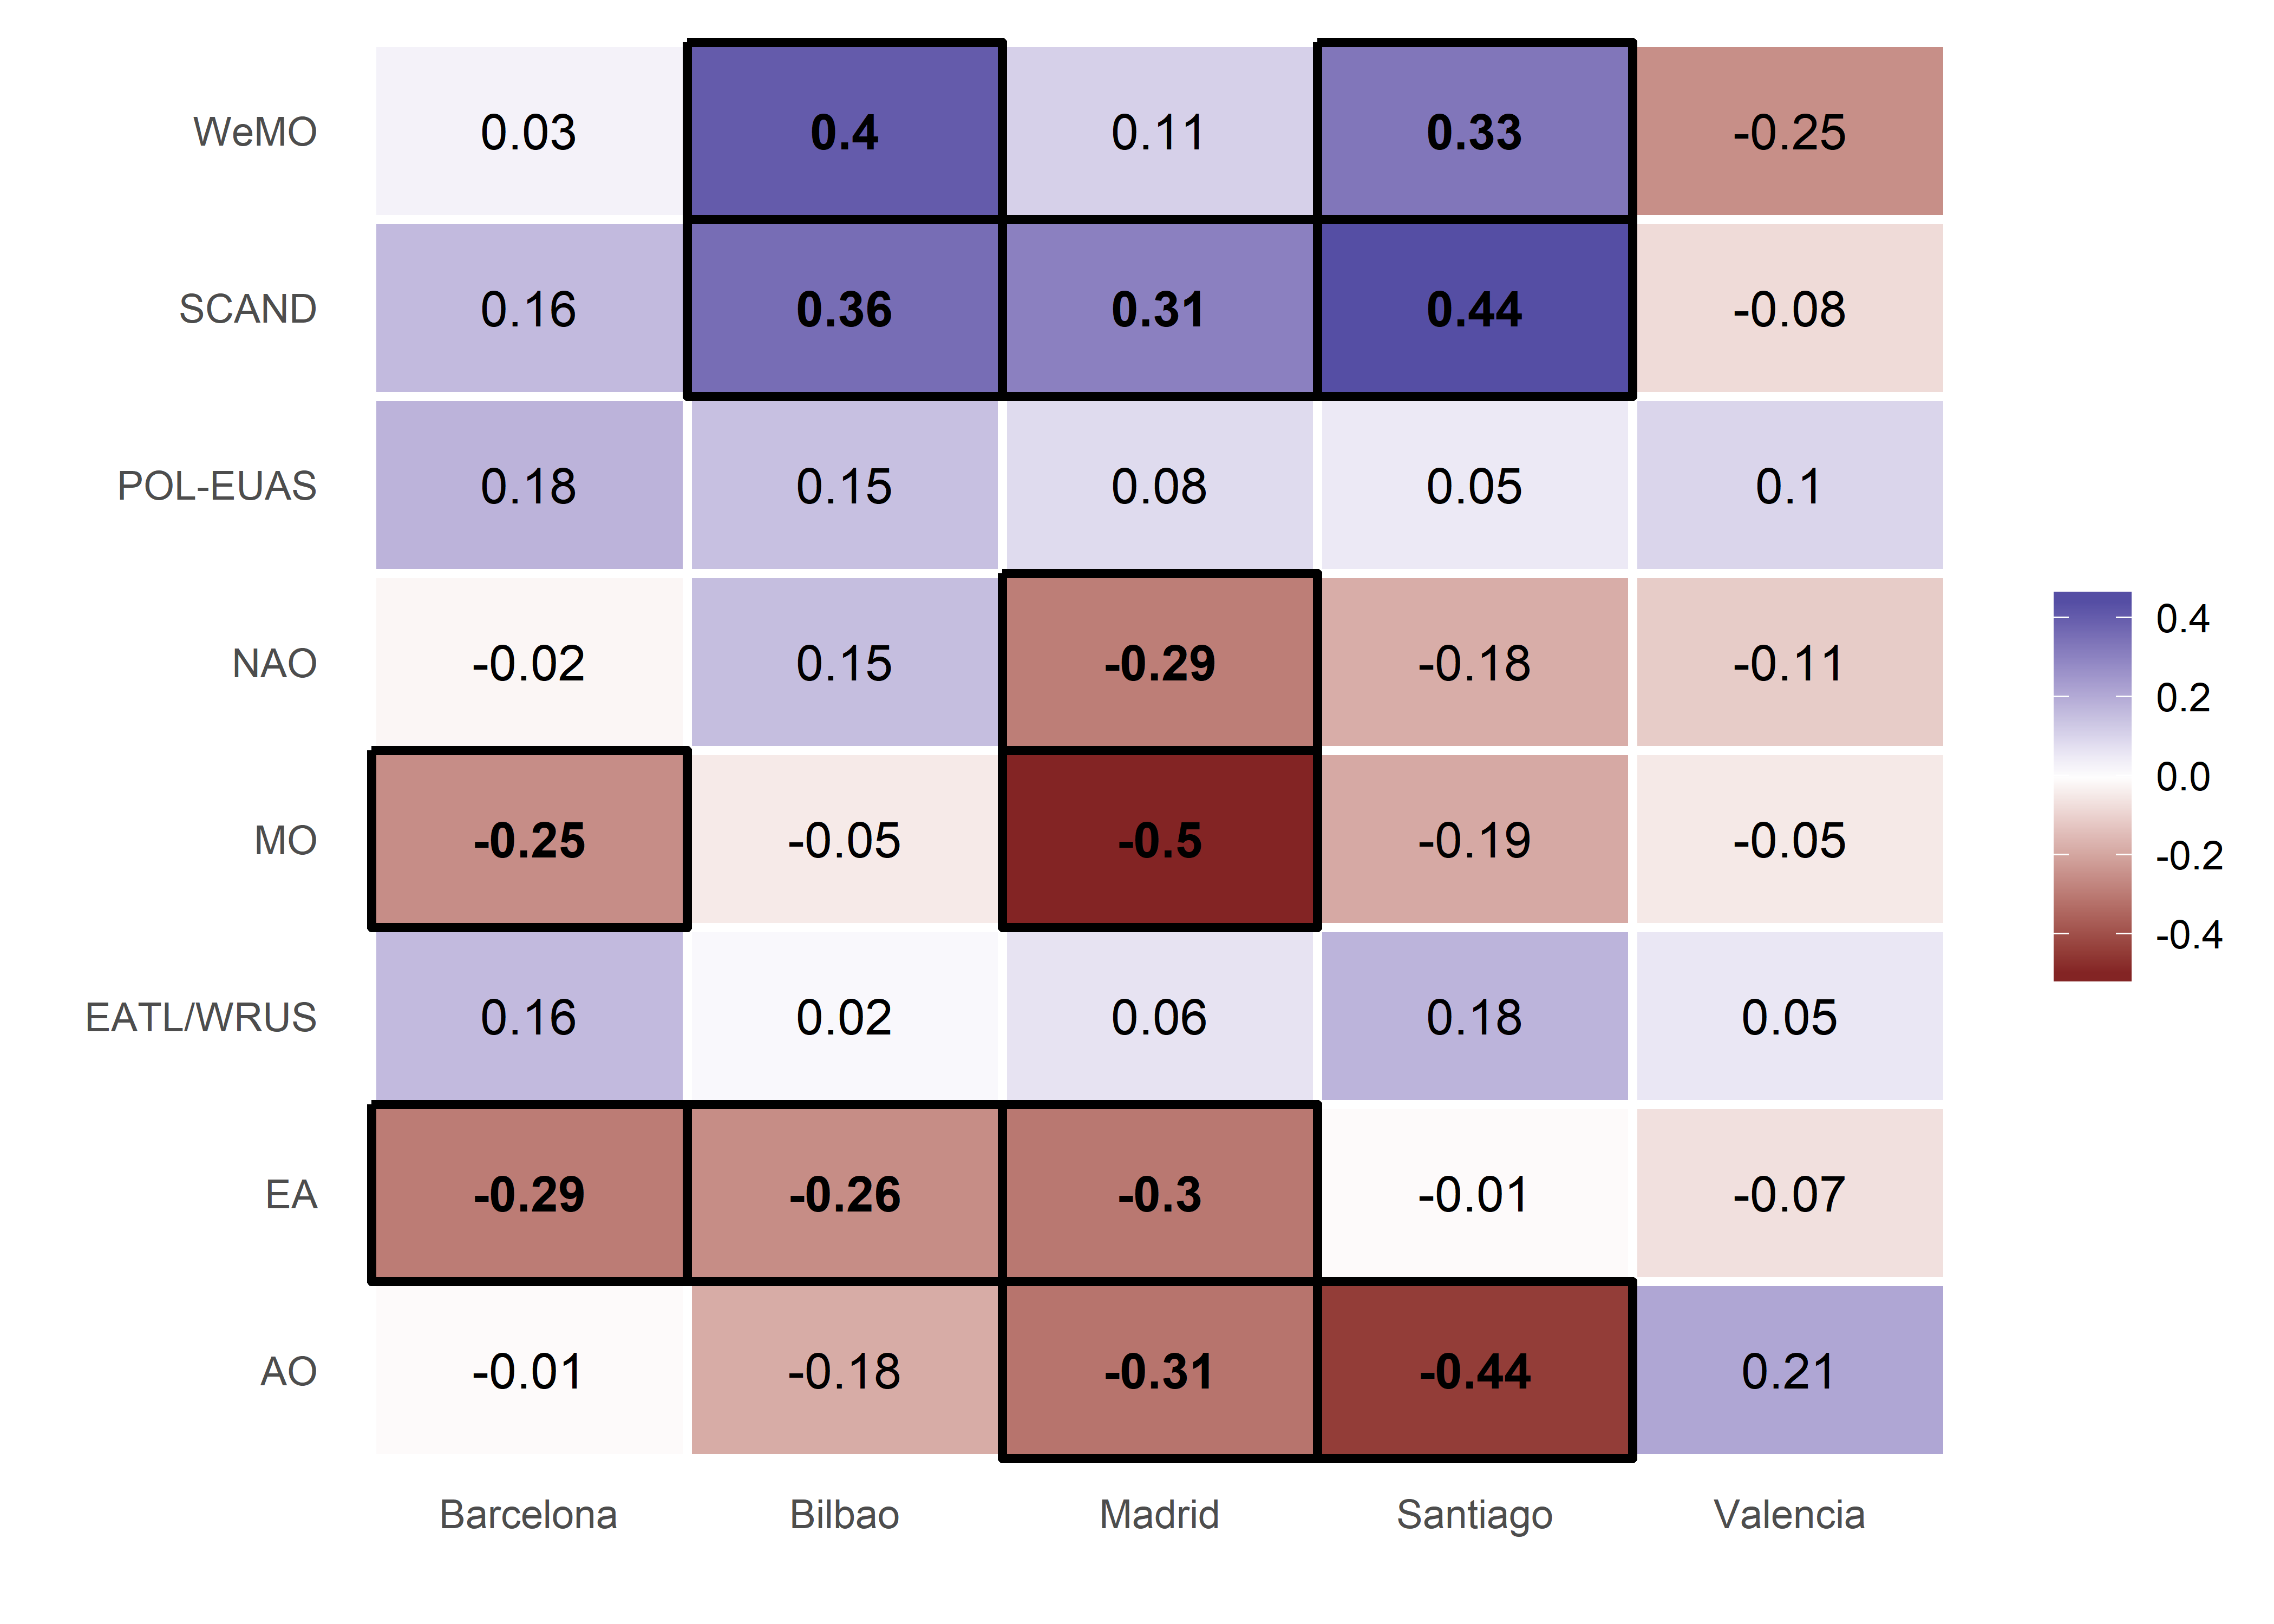 WeMO 0.03 0.4 0.11 0.33 -0.25
SCAND 0.16 0.36 0.31 0.44 -0.08
POL-EUAS 0.18 0.15 0.08 0.05 0.1
NAO -0.02 0.15 -0.29 -0.18 -0.11
MO -0.25 -0.05 -0.5 -0.19 -0.05
EATL/WRUS 0.16 0.02 0.06 0.18 0.05
EA -0.29 -0.26 -0.3 -0.01 -0.07
AO -0.01 -0.18 -0.31 -0.44 0.21
Barcelona Bilbao Madrid Santiago Valencia
0.4
0.2
0.0
-0.2
-0.4